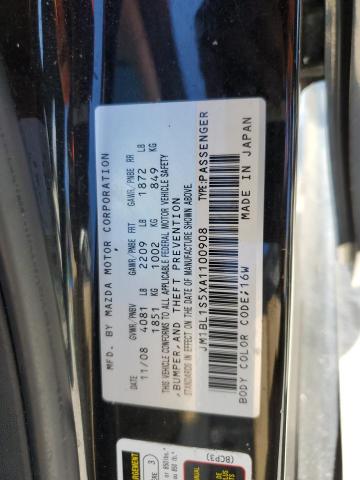 MFD. BY MAZDA MOTOR CORPORATION
DATE GVWR/PNBV GAWR/PNBE FRT GAWR/PNBE RR
11/08 4081 LB 2209 LB 1872 LB
1851 KG 1002 KG 849 KG
THIS VEHICLE CONFORMS TO ALL APPLICABLE FEDERAL MOTOR VEHICLE SAFETY
,BUMPER,AND THEFT PREVENTION
STANDARDS IN EFFECT ON THE DATE OF MANUFACTURE SHOWN ABOVE.
JM1BL1S5XA1100908 TYPE:PASSENGER
BODY COLOR CODE;16W MADE IN JAPAN
(BCP3)